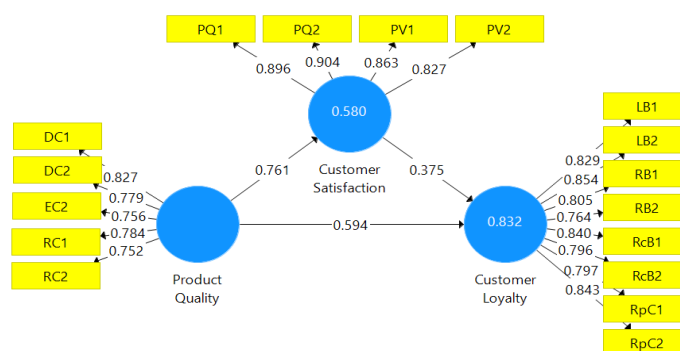 PQ1
PQ2
PV1
PV2
0.896
0.904
0.863
0.827
0.580
Customer
Satisfaction
DC1
DC2
EC2
RC1
RC2
0.827
0.779
0.756
0.784
0.752
0.761
0.375
0.594
Product
Quality
0.832
Customer
Loyalty
0.829
0.854
0.805
0.764
0.840
0.796
0.797
0.843
LB1
LB2
RB1
RB2
RcB1
RcB2
RpC1
RpC2